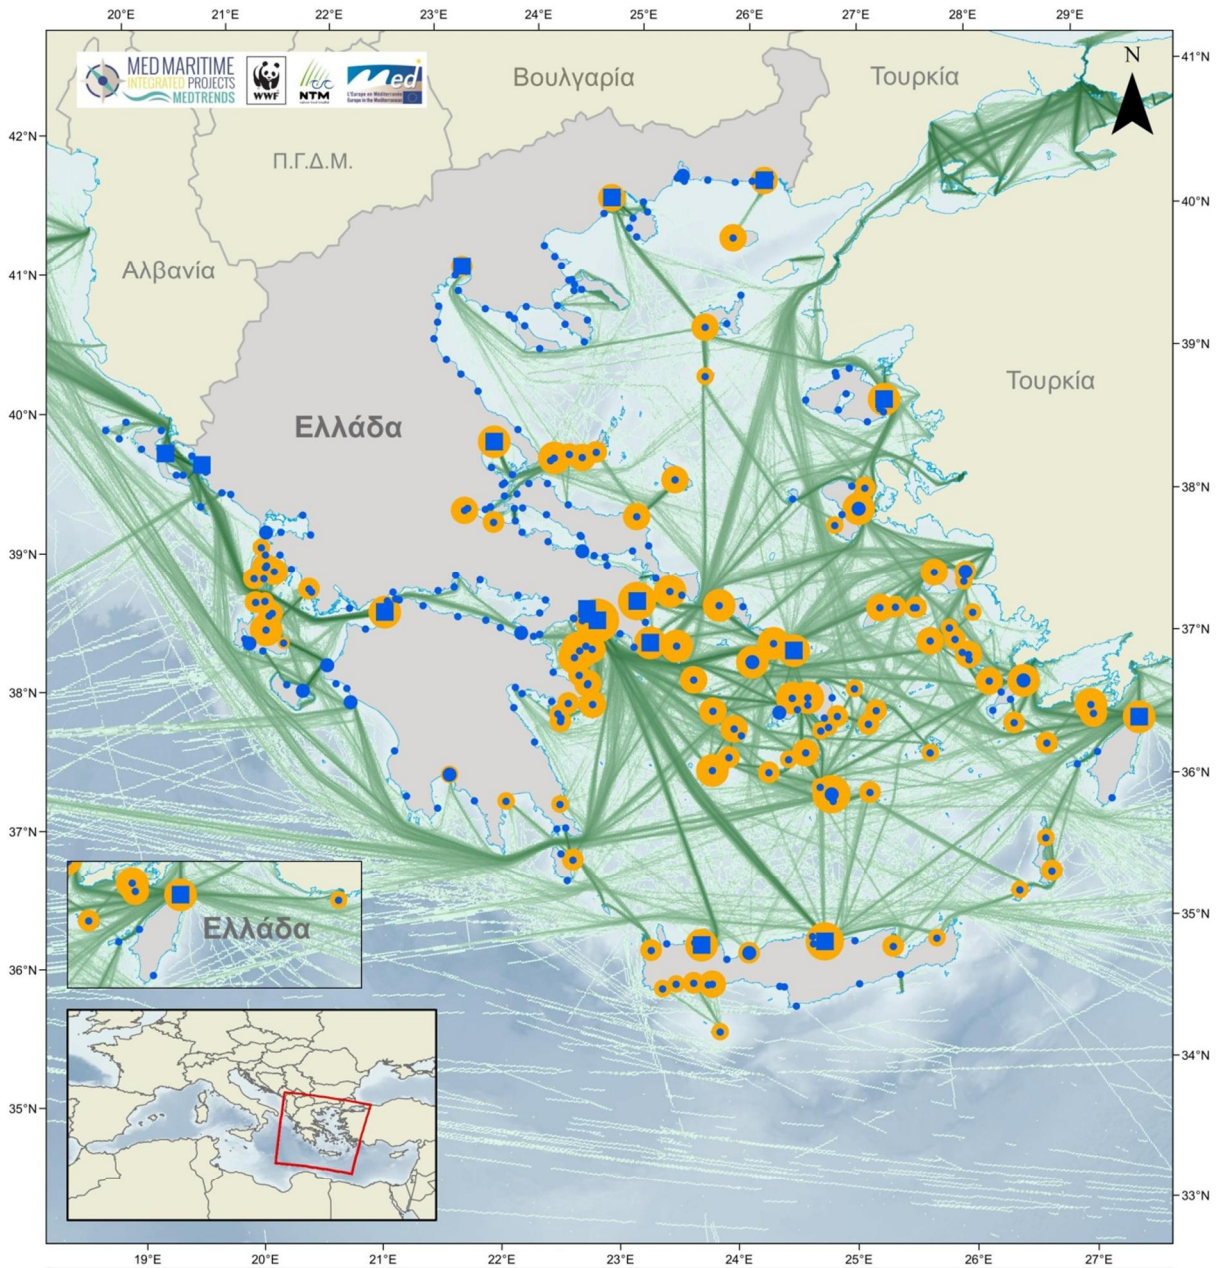 20°E 21°E 22°E 23°E 24°E 25°E 26°E 27°E 28°E 29°E
MED MARITIME
INTEGRATED PROJECTS
MEDTRENDS
WWF
NTM
Med
L'Europe en Méditerranée
Europe in the Mediterranean
Βουλγαρία
Τουρκία
N
41°N
42°N
Π.Γ.Δ.Μ.
40°N
Αλβανία
41°N
39°N
Τουρκία
40°N
Ελλάδα
38°N
39°N
37°N
38°N
36°N
37°N
Ελλάδα
35°N
36°N
34°N
35°N
33°N
19°E 20°E 21°E 22°E 23°E 24°E 25°E 26°E 27°E